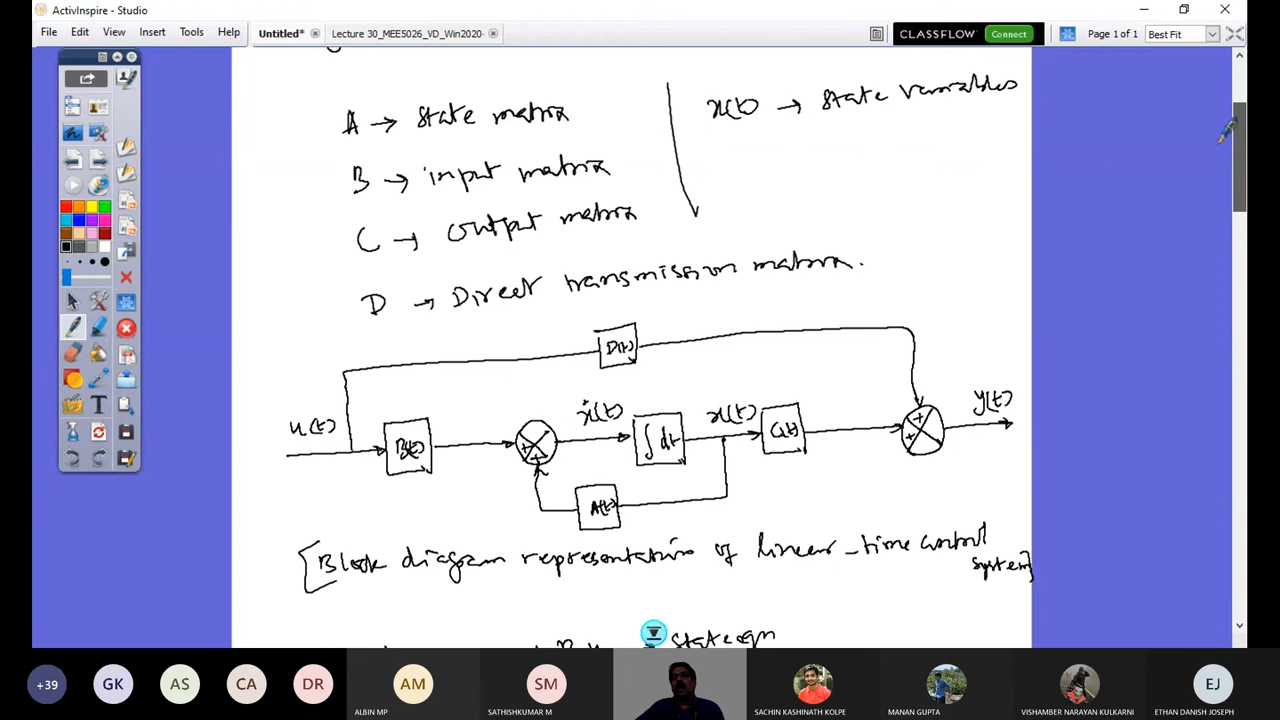 ActivInspire - Studio
File Edit View Insert Tools Help
Untitled* Lecture 30_MEE5026_VD_Win2020-
CLASSFLOW Connect
Page 1 of 1 Best Fit
A → State matrix
x(t) → State variables
B → input matrix
C → output matrix
D → Direct transmission matrix.
D(t)
u(t) B(t) ẋ(t) ∫dt x(t) C(t) y(t)
+ + + +
A(t)
[Block diagram representation of linear-time control
system]
state eqn
+39 GK AS CA DR AM SM EJ
ALBIN MP SATHISHKUMAR M SACHIN KASHINATH KOLPE MANAN GUPTA VISHAMBER NARAYAN KULKARNI ETHAN DANISH JOSEPH